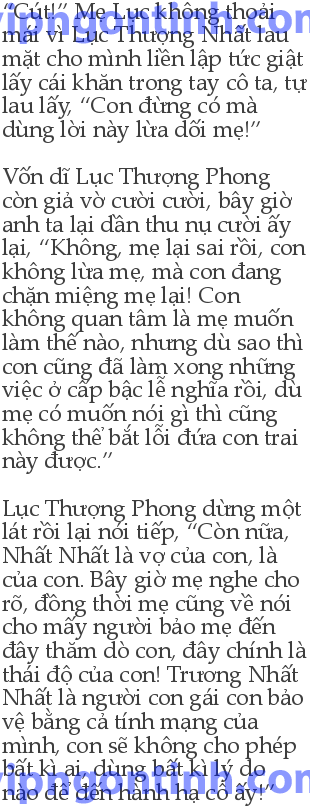 “Cút!” Mẹ Lục không thoải
mái vì Lục Thượng Nhất lau
mặt cho mình liền lập tức giật
lấy cái khăn trong tay cô ta, tự
lau lấy, “Con đừng có mà
dùng lời này lừa dối mẹ!”
Vốn dĩ Lục Thượng Phong
còn giả vờ cười cười, bây giờ
anh ta lại dần thu nụ cười ấy
lại, “Không, mẹ lại sai rồi, con
không lừa mẹ, mà con đang
chặn miệng mẹ lại! Con
không quan tâm là mẹ muốn
làm thế nào, nhưng dù sao thì
con cũng đã làm xong những
việc ở cấp bậc lễ nghĩa rồi, dù
mẹ có muốn nói gì thì cũng
không thể bắt lỗi đứa con trai
này được.”
Lục Thượng Phong dừng một
lát rồi lại nói tiếp, “Còn nữa,
Nhất Nhất là vợ của con, là
của con. Bây giờ mẹ nghe cho
rõ, đồng thời mẹ cũng về nói
cho mấy người bảo mẹ đến
đây thăm dò con, đây chính là
thái độ của con! Trương Nhất
Nhất là người con gái con bảo
vệ bằng cả tính mạng của
mình, con sẽ không cho phép
bất kì ai, dùng bất kì lý do
nào để đến hành hạ cô ấy!”
vipngontinh.com
vipngontinh.com